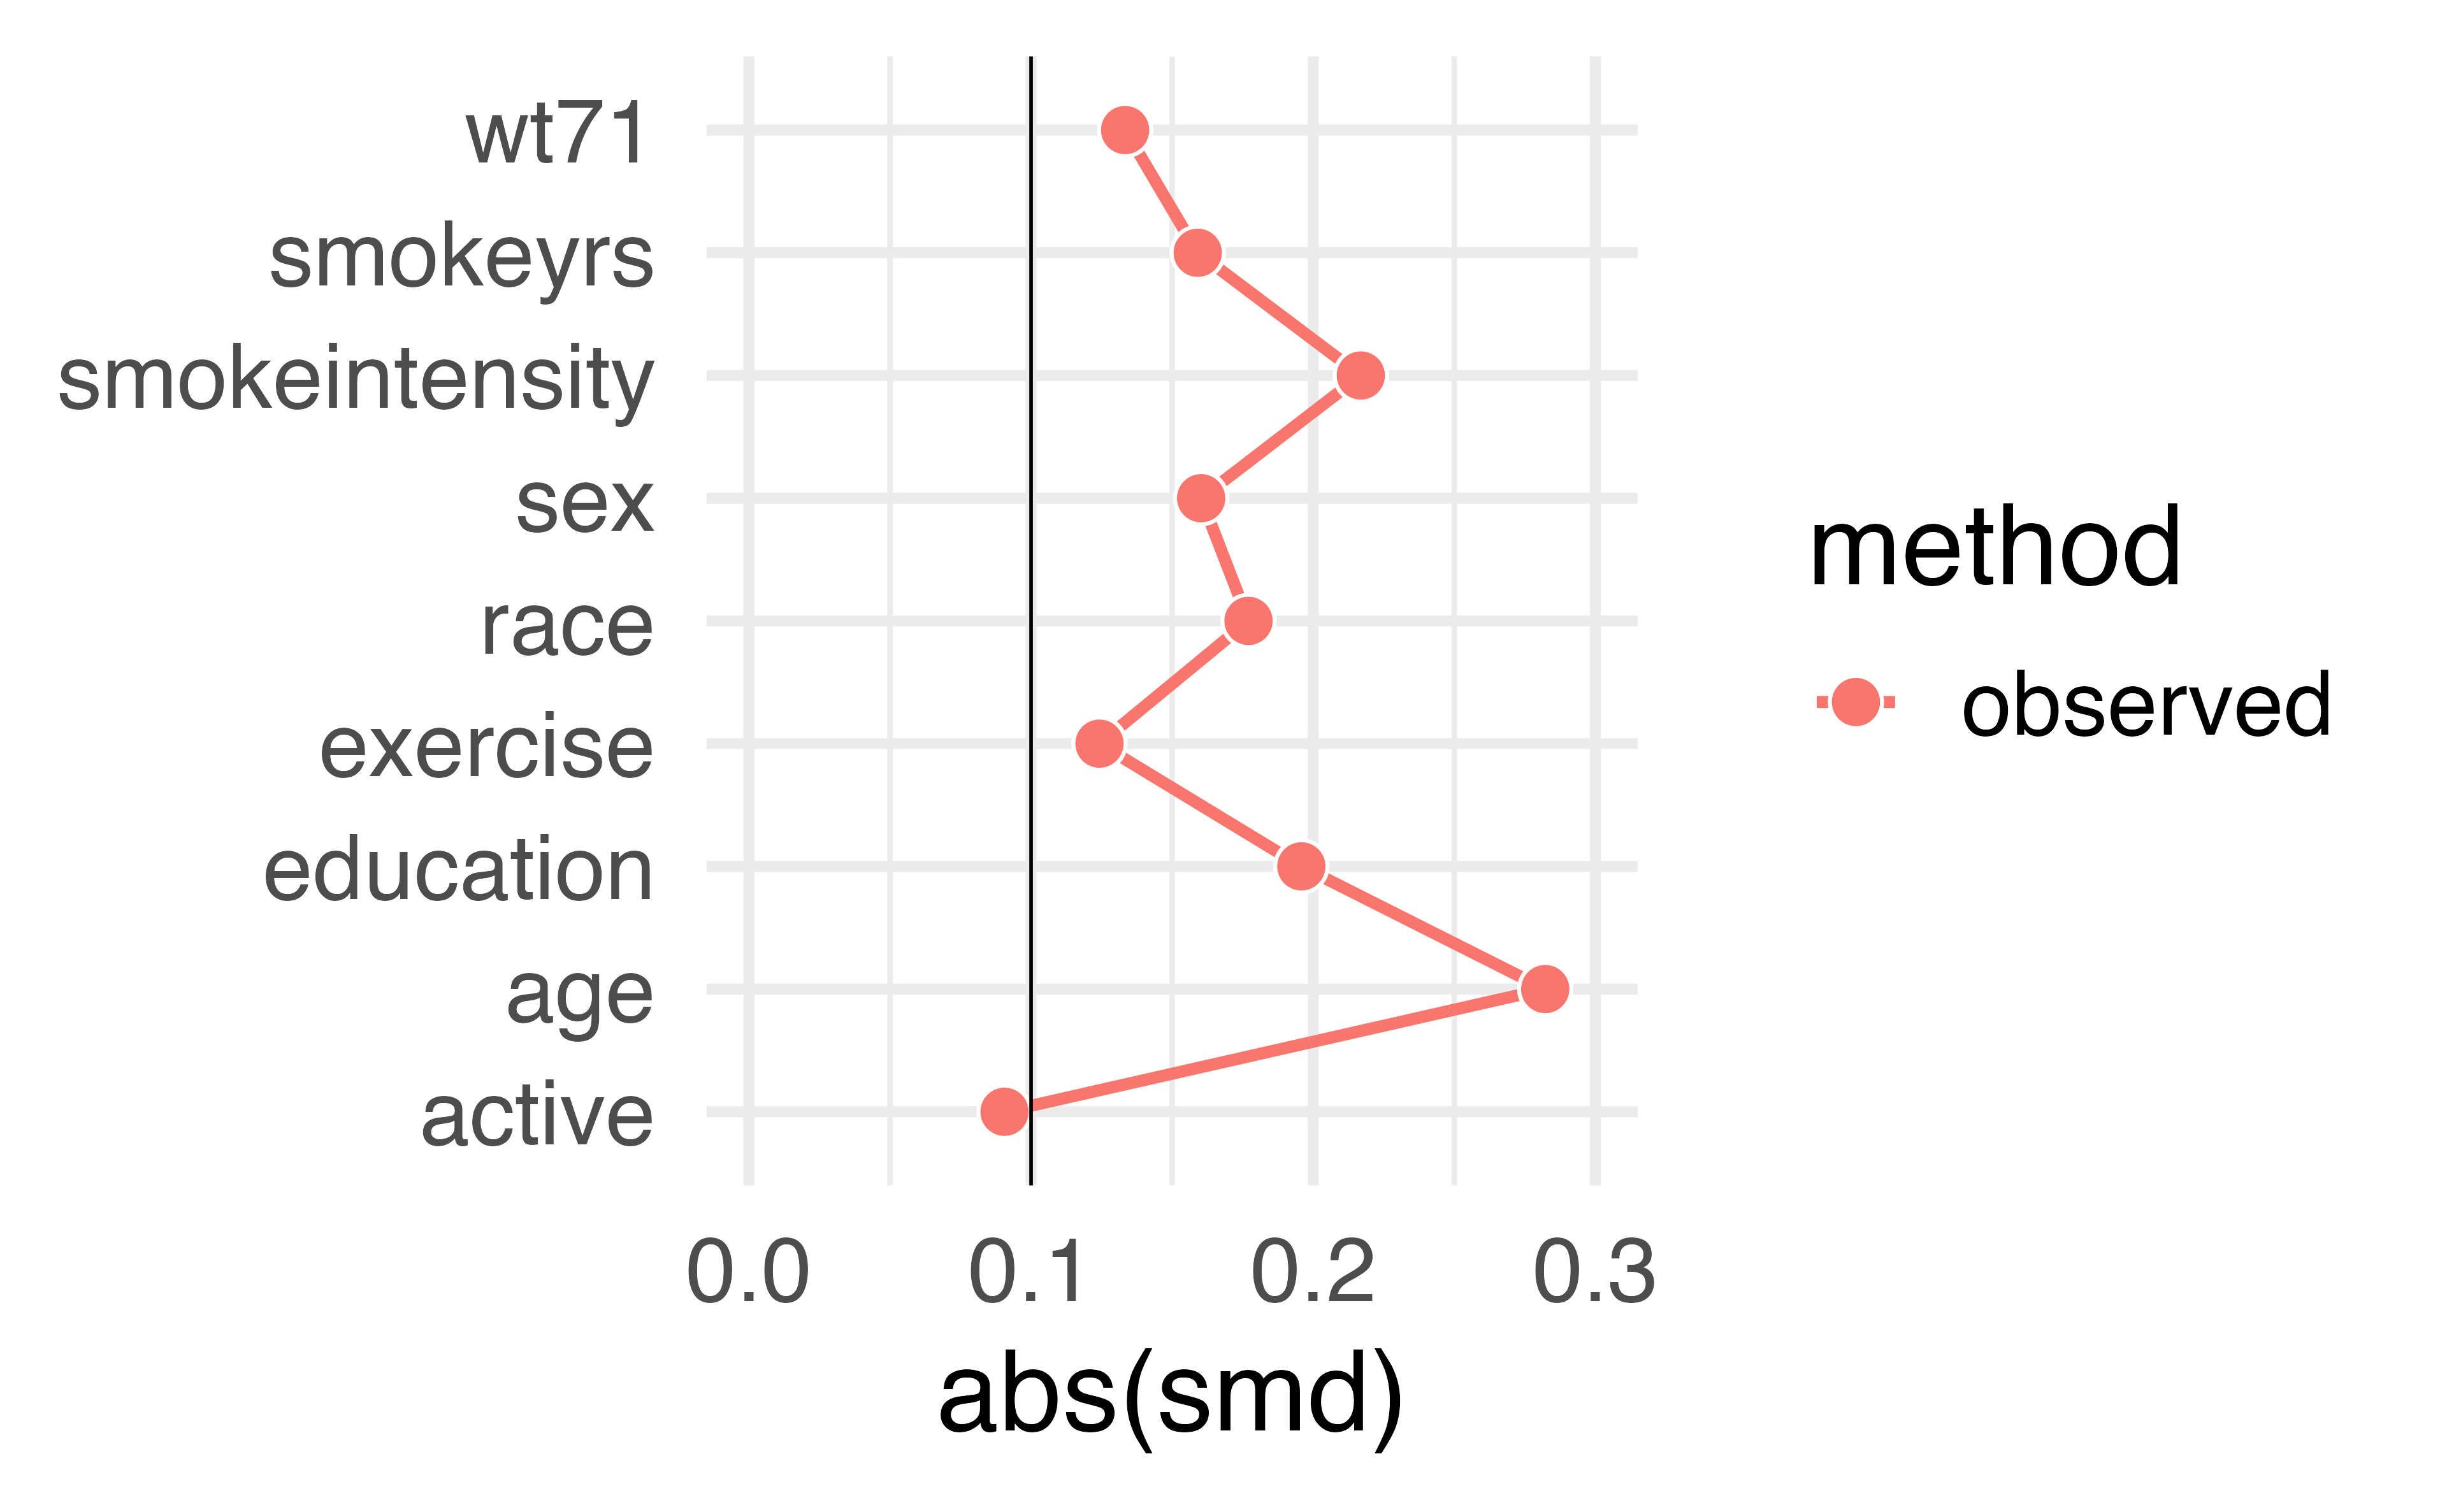 wt71
smokeyrs
smokeintensity
sex
race
exercise
education
age
active
0.0 0.1 0.2 0.3
abs(smd)
method
observed